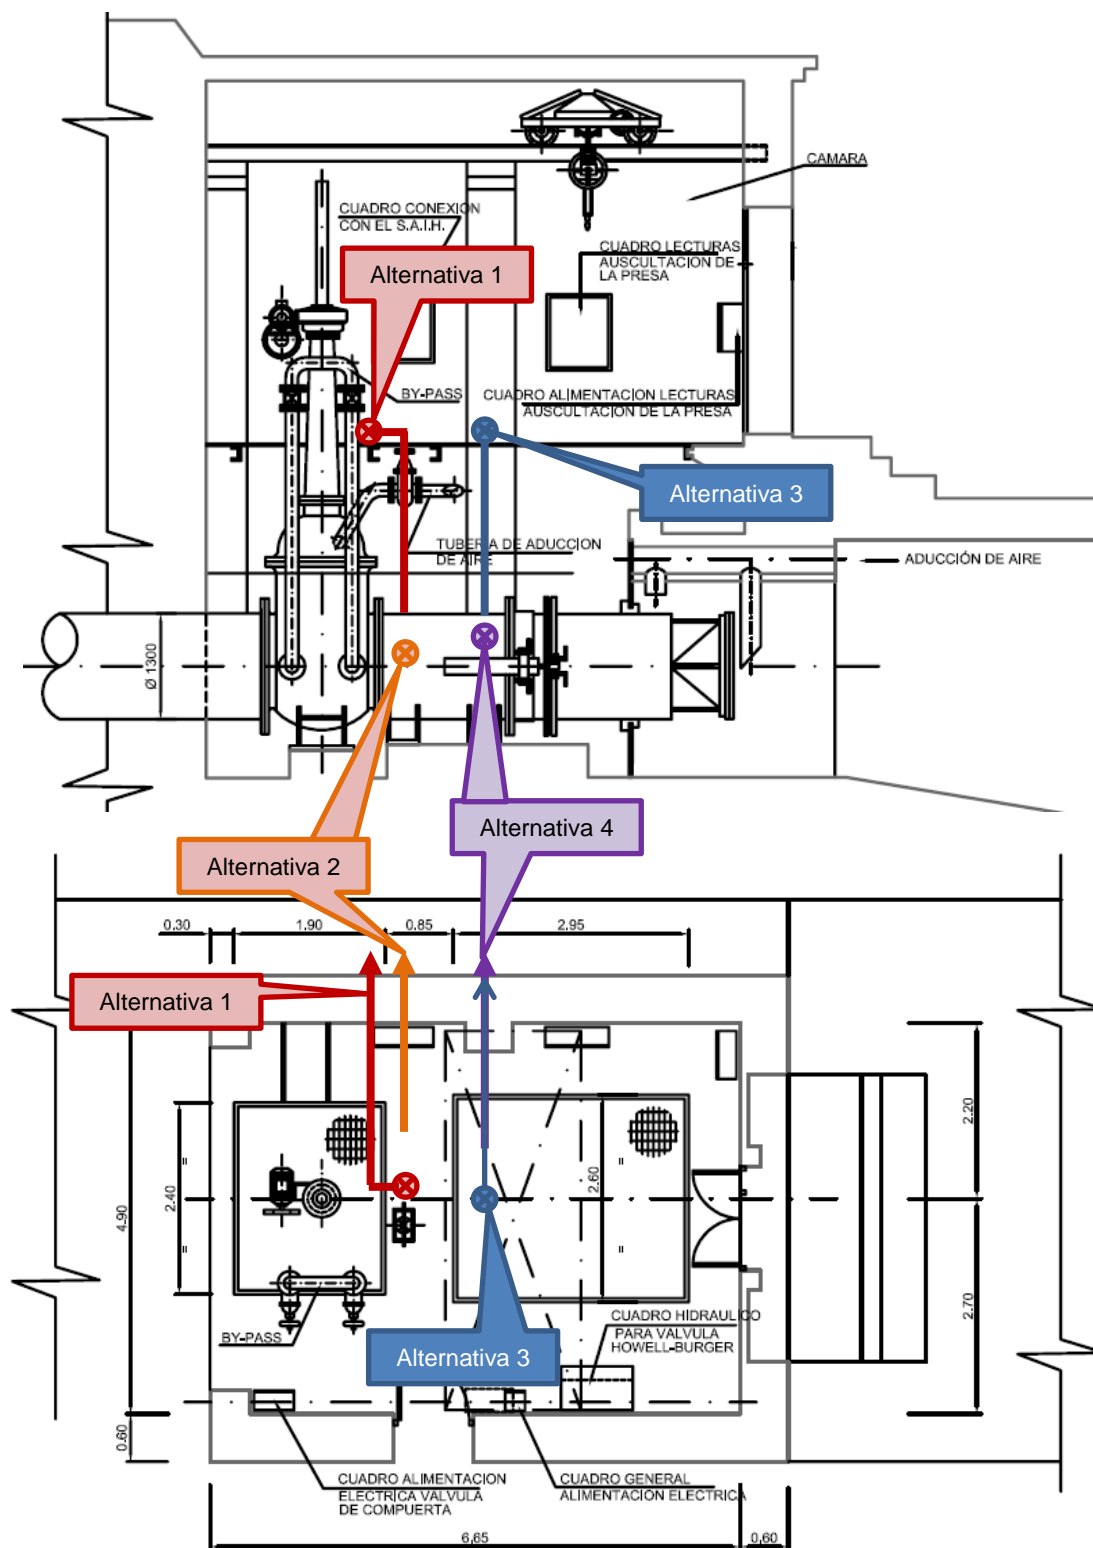 CAMARA
CUADRO CONEXION
CON EL S.A.I.H.
CUADRO LECTURAS
AUSCULTACION DE
LA PRESA
Alternativa 1
BY-PASS
CUADRO ALIMENTACION LECTURAS
AUSCULTACION DE LA PRESA
Alternativa 3
TUBERIA DE ADUCCION
DE AIRE
ADUCCIÓN DE AIRE
Ø 1300
Alternativa 4
Alternativa 2
0.30
1.90
0.85
2.95
Alternativa 1
2.40
4.90
2.60
=
=
=
=
2.20
2.70
0.60
BY-PASS
CUADRO HIDRAULICO
PARA VALVULA
HOWELL-BURGER
Alternativa 3
CUADRO ALIMENTACION
ELECTRICA VALVULA
DE COMPUERTA
CUADRO GENERAL
ALIMENTACION ELECTRICA
6,65
0,60